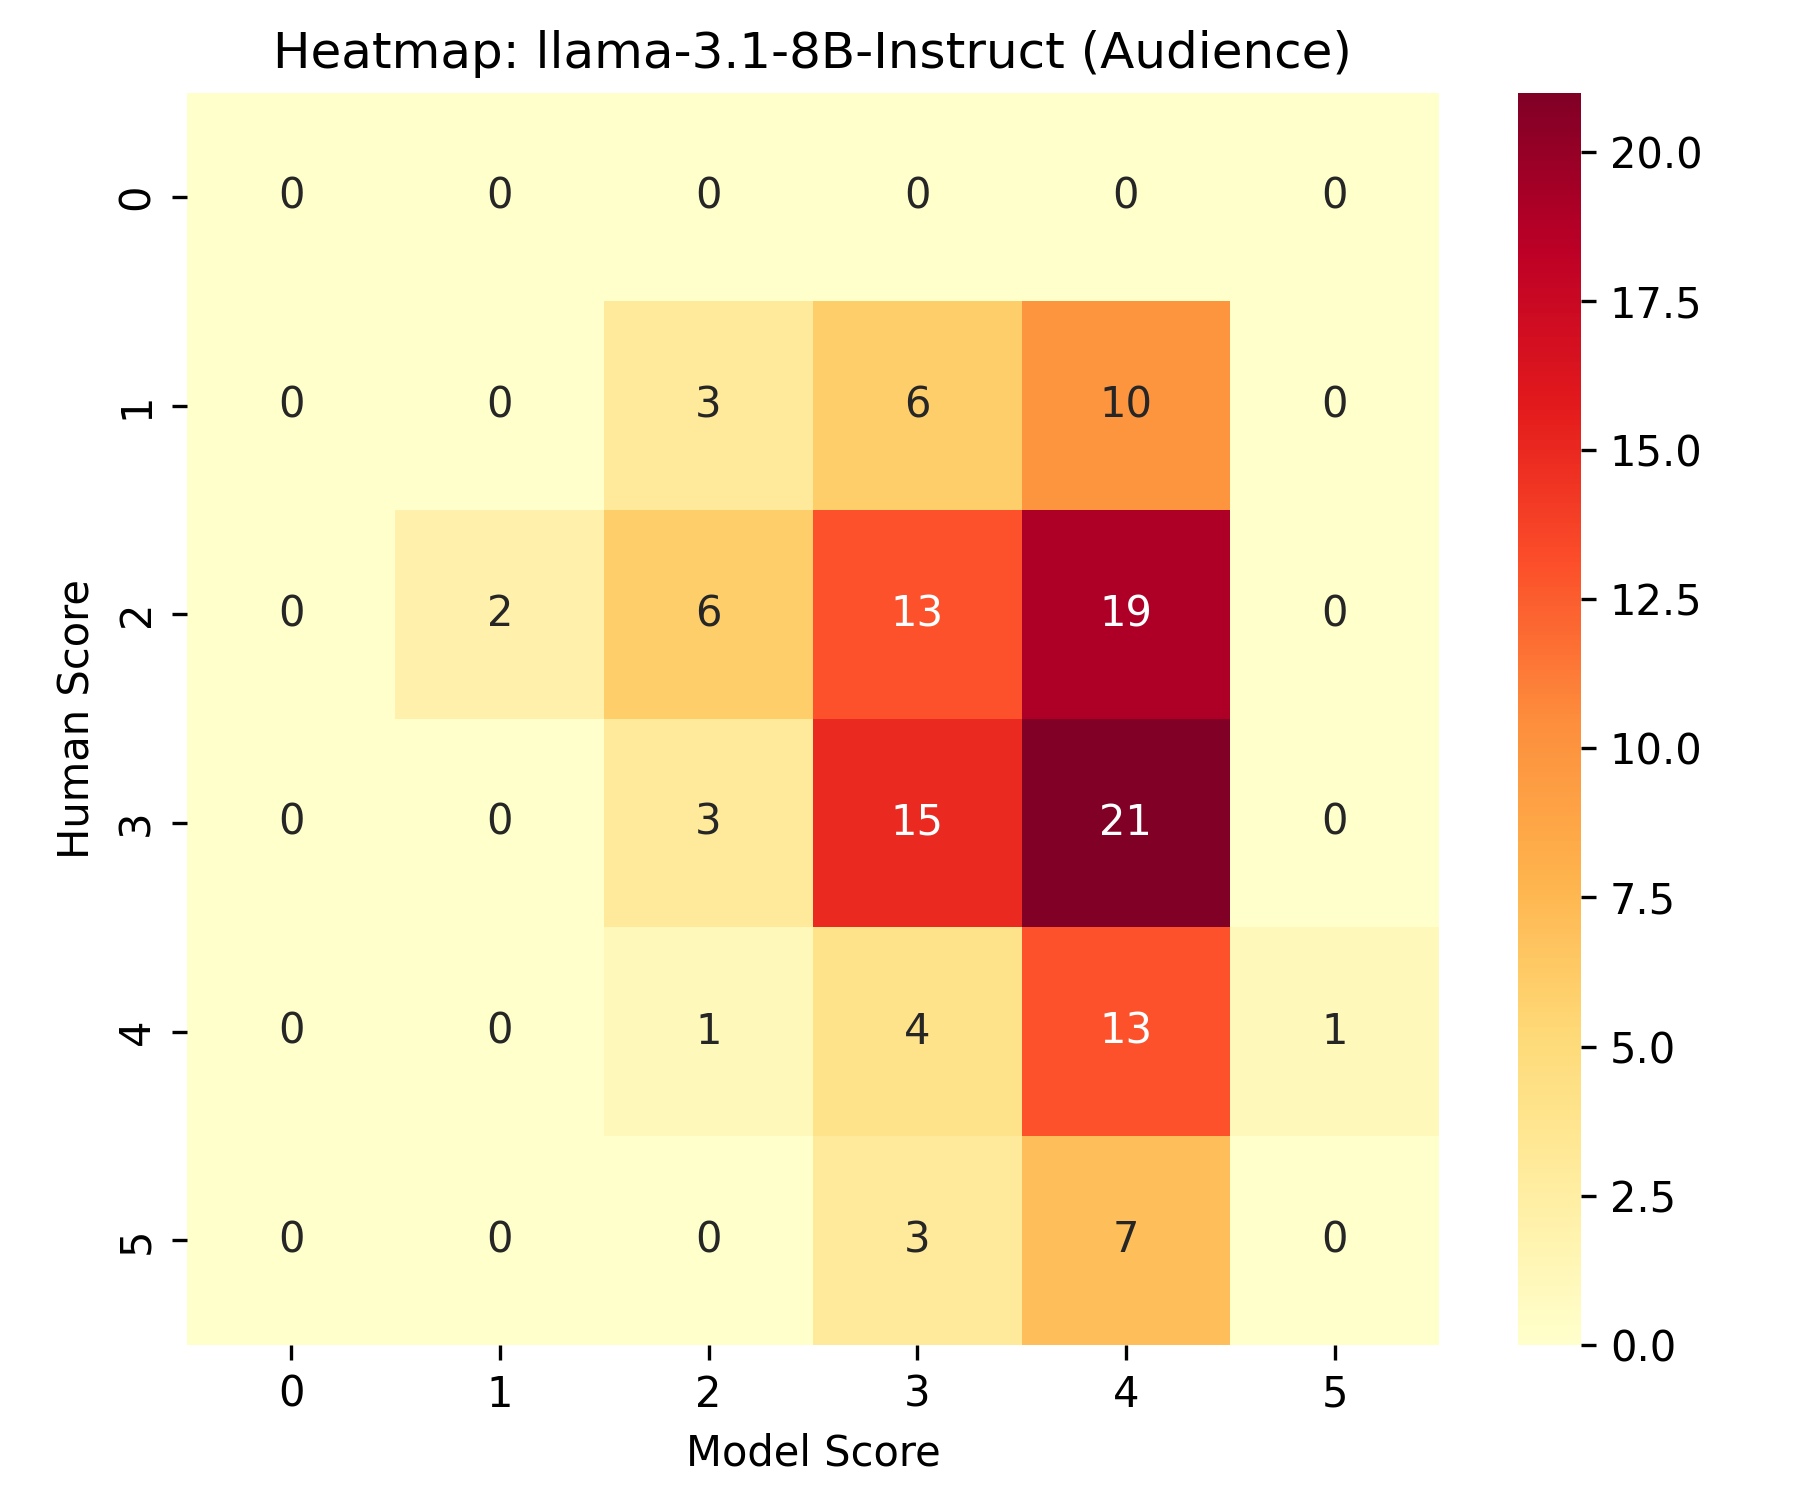 Heatmap: llama-3.1-8B-Instruct (Audience)
0 0 0 0 0 0 0
1 0 0 3 6 10 0
2 0 2 6 13 19 0
3 0 0 3 15 21 0
4 0 0 1 4 13 1
5 0 0 0 3 7 0
0 1 2 3 4 5
Model Score
Human Score
20.0
17.5
15.0
12.5
10.0
7.5
5.0
2.5
0.0